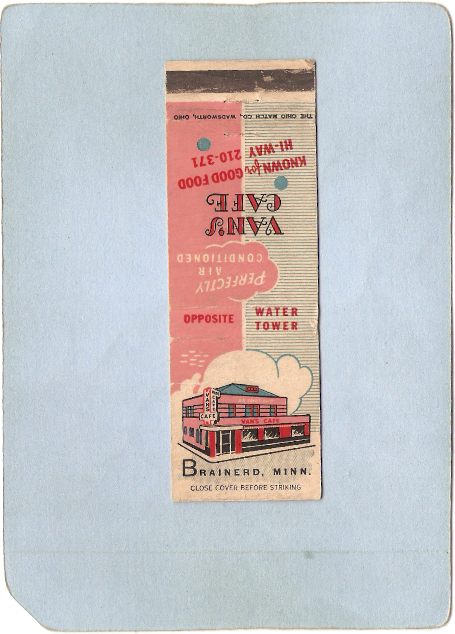 THE OHIO MATCH CO., WADSWORTH, OHIO
HI-WAY 210-371
KNOWN for GOOD FOOD
VAN'S
CAFE
PERFECTLY
AIR
CONDITIONED
OPPOSITE WATER
TOWER
VAN'S
CAFE
VAN'S CAFE
BRAINERD, MINN.
CLOSE COVER BEFORE STRIKING